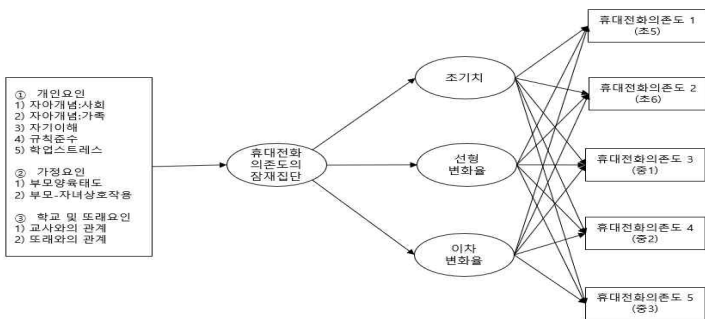 ① 개인요인
1) 자아개념:사회
2) 자아개념:가족
3) 자기이해
4) 규칙준수
5) 학업스트레스
② 가정요인
1) 부모양육태도
2) 부모-자녀상호작용
③ 학교 및 또래요인
1) 교사와의 관계
2) 또래와의 관계
휴대전화
의존도의
잠재집단
초기치
선형
변화율
이차
변화율
휴대전화의존도 1
(초5)
휴대전화의존도 2
(초6)
휴대전화의존도 3
(중1)
휴대전화의존도 4
(중2)
휴대전화의존도 5
(중3)